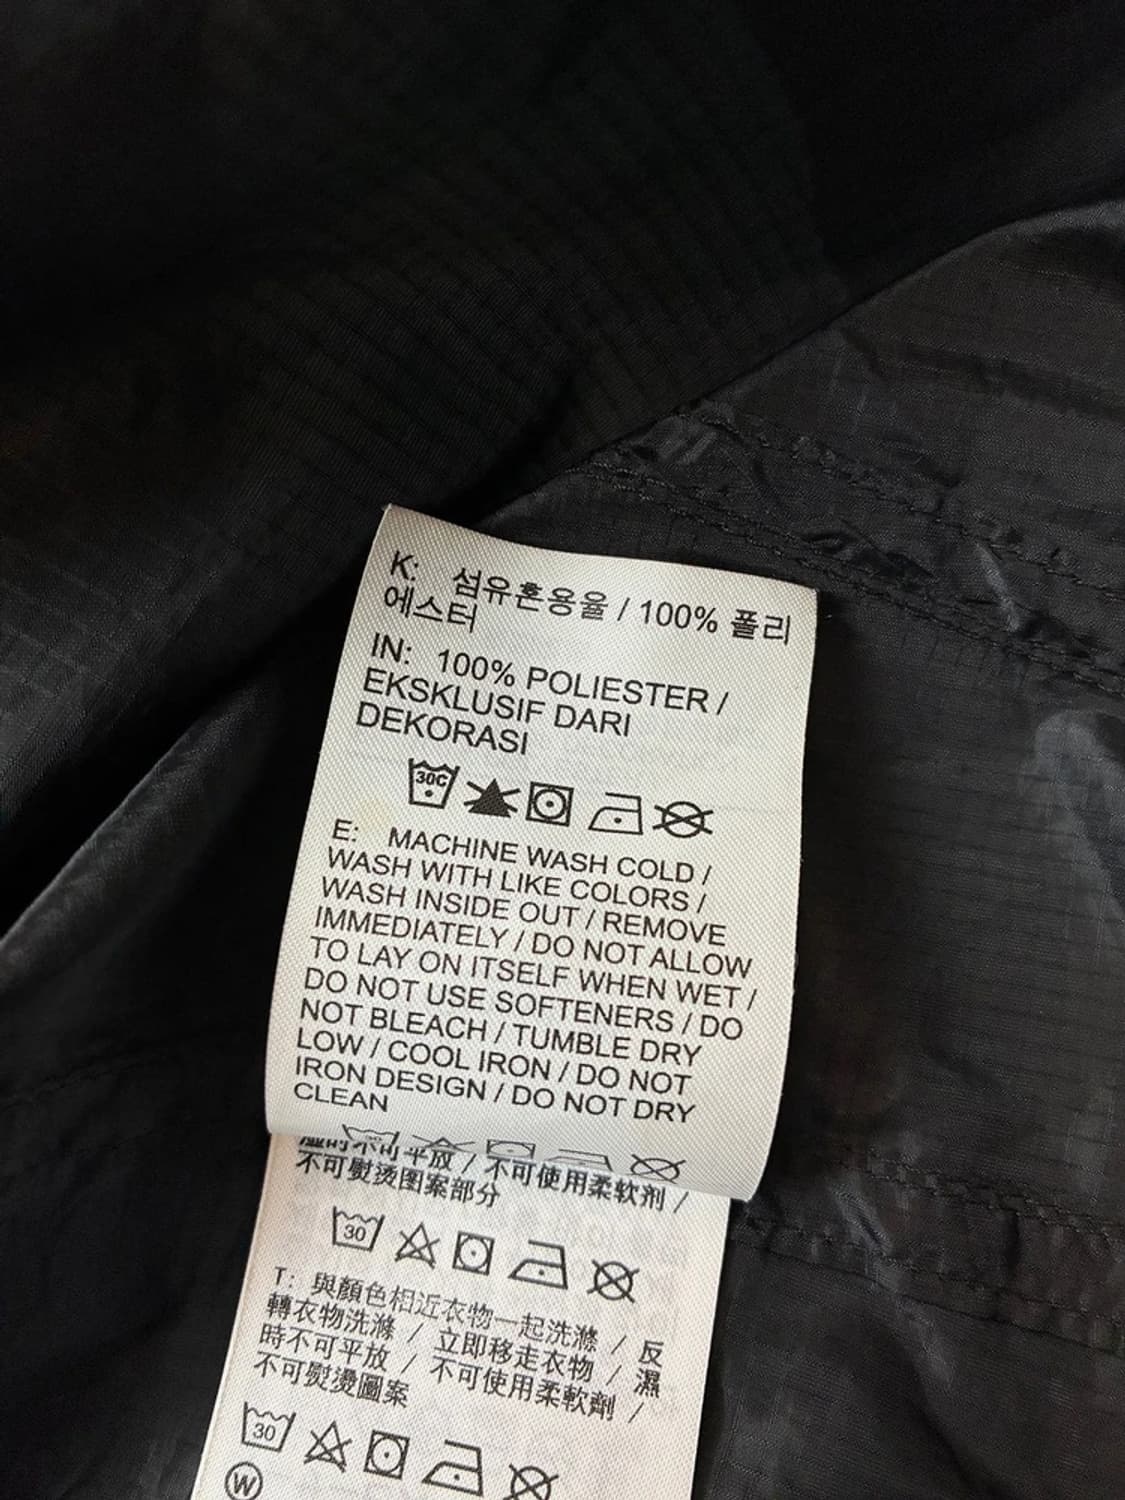 K: 섬유혼용율 / 100% 폴리
에스터
IN: 100% POLIESTER /
EKSKLUSIF DARI
DEKORASI
30C
E: MACHINE WASH COLD /
WASH WITH LIKE COLORS /
WASH INSIDE OUT / REMOVE
IMMEDIATELY / DO NOT ALLOW
TO LAY ON ITSELF WHEN WET /
DO NOT USE SOFTENERS / DO
NOT BLEACH / TUMBLE DRY
LOW / COOL IRON / DO NOT
IRON DESIGN / DO NOT DRY
CLEAN
不可平放 / 不可使用柔软剂 /
不可熨烫图案部分
30
T: 與顏色相近衣物一起洗滌 / 反
轉衣物洗滌 / 立即移走衣物 / 濕
時不可平放 / 不可使用柔軟劑 /
不可熨燙圖案
30
W